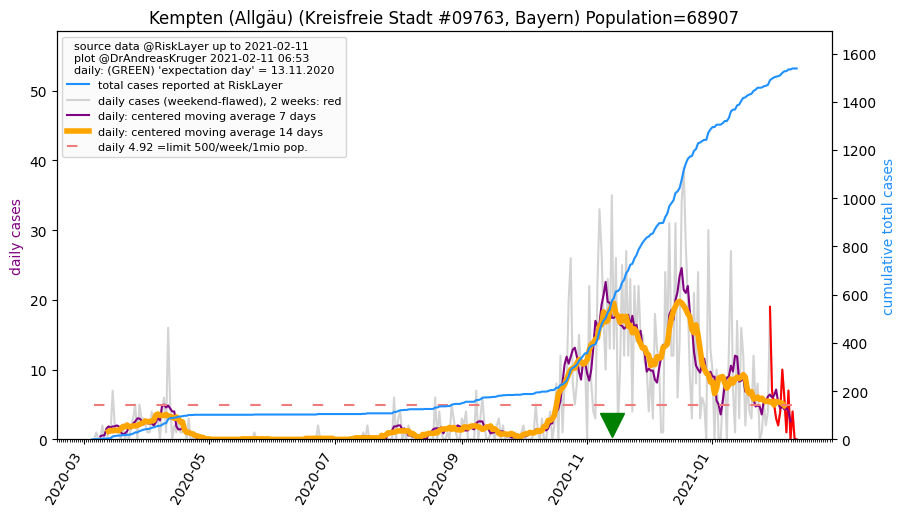 Kempten (Allgäu) (Kreisfreie Stadt #09763, Bayern) Population=68907
source data @RiskLayer up to 2021-02-11
plot @DrAndreasKruger 2021-02-11 06:53
daily: (GREEN) 'expectation day' = 13.11.2020
total cases reported at RiskLayer
daily cases (weekend-flawed), 2 weeks: red
daily: centered moving average 7 days
daily: centered moving average 14 days
daily 4.92 =limit 500/week/1mio pop.
daily cases
50
40
30
20
10
0
cumulative total cases
1600
1400
1200
1000
800
600
400
200
0
2020-03
2020-05
2020-07
2020-09
2020-11
2021-01